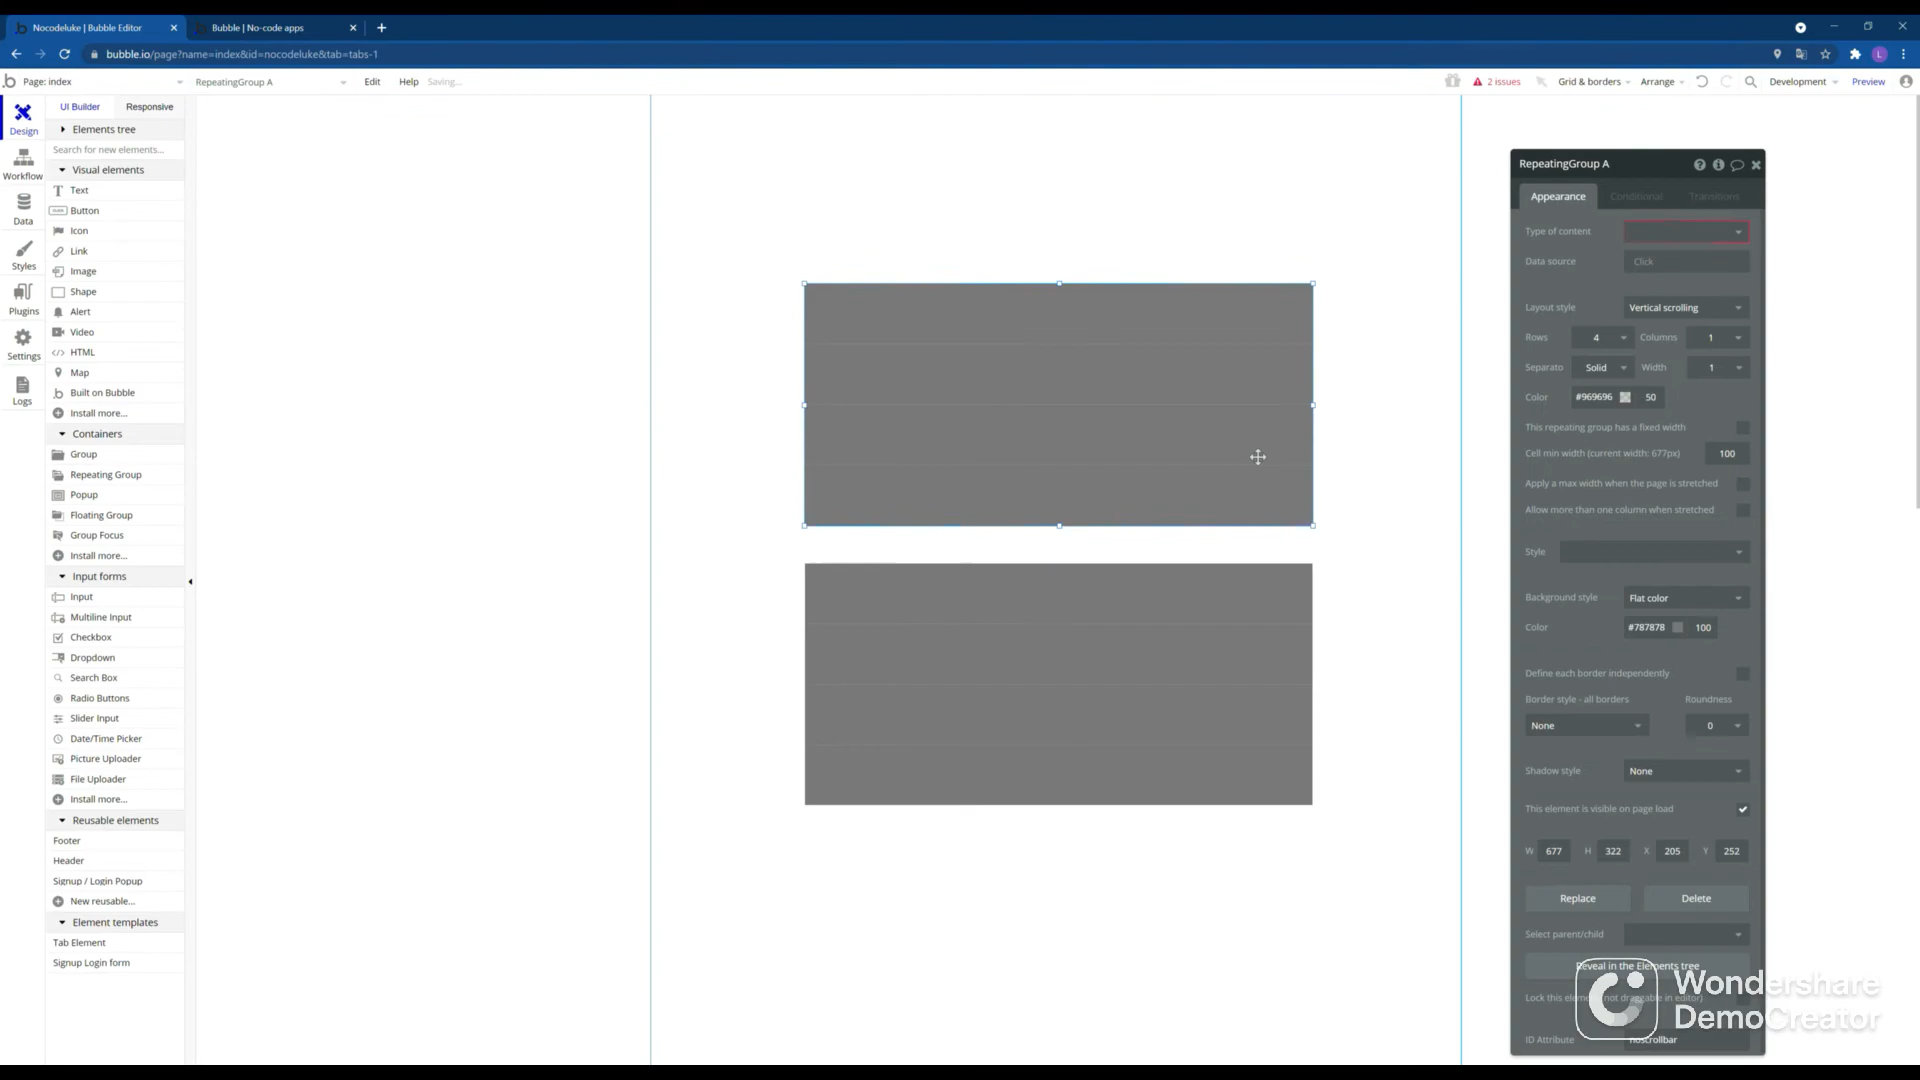 Nocodeluke | Bubble Editor
Bubble | No-code apps
bubble.io/page?name=index&id=nocodeluke&tab=tabs-1
Page: index
RepeatingGroup A
Edit
Help
Saving...
2 issues
Grid & borders
Arrange
Development
Preview
Design
Workflow
Data
Styles
Plugins
Settings
Logs
UI Builder
Responsive
Elements tree
Search for new elements...
Visual elements
Text
Button
Icon
Link
Image
Shape
Alert
Video
HTML
Map
Built on Bubble
Install more...
Containers
Group
Repeating Group
Popup
Floating Group
Group Focus
Install more...
Input forms
Input
Multiline Input
Checkbox
Dropdown
Search Box
Radio Buttons
Slider Input
Date/Time Picker
Picture Uploader
File Uploader
Install more...
Reusable elements
Footer
Header
Signup / Login Popup
New reusable...
Element templates
Tab Element
Signup Login form
RepeatingGroup A
Appearance
Conditional
Transitions
Type of content
Data source Click
Layout style Vertical scrolling
Rows 4 Columns 1
Separato Solid Width 1
Color #969696 50
This repeating group has a fixed width
Cell min width (current width: 677px) 100
Apply a max width when the page is stretched
Allow more than one column when stretched
Style
Background style Flat color
Color #787878 100
Define each border independently
Border style - all borders Roundness
None 0
Shadow style None
This element is visible on page load
W 677 H 322 X 205 Y 252
Replace Delete
Select parent/child
Reveal in the Elements tree
Lock this element (not draggable in editor)
ID Attribute noscrollbar
Wondershare
DemoCreator
L